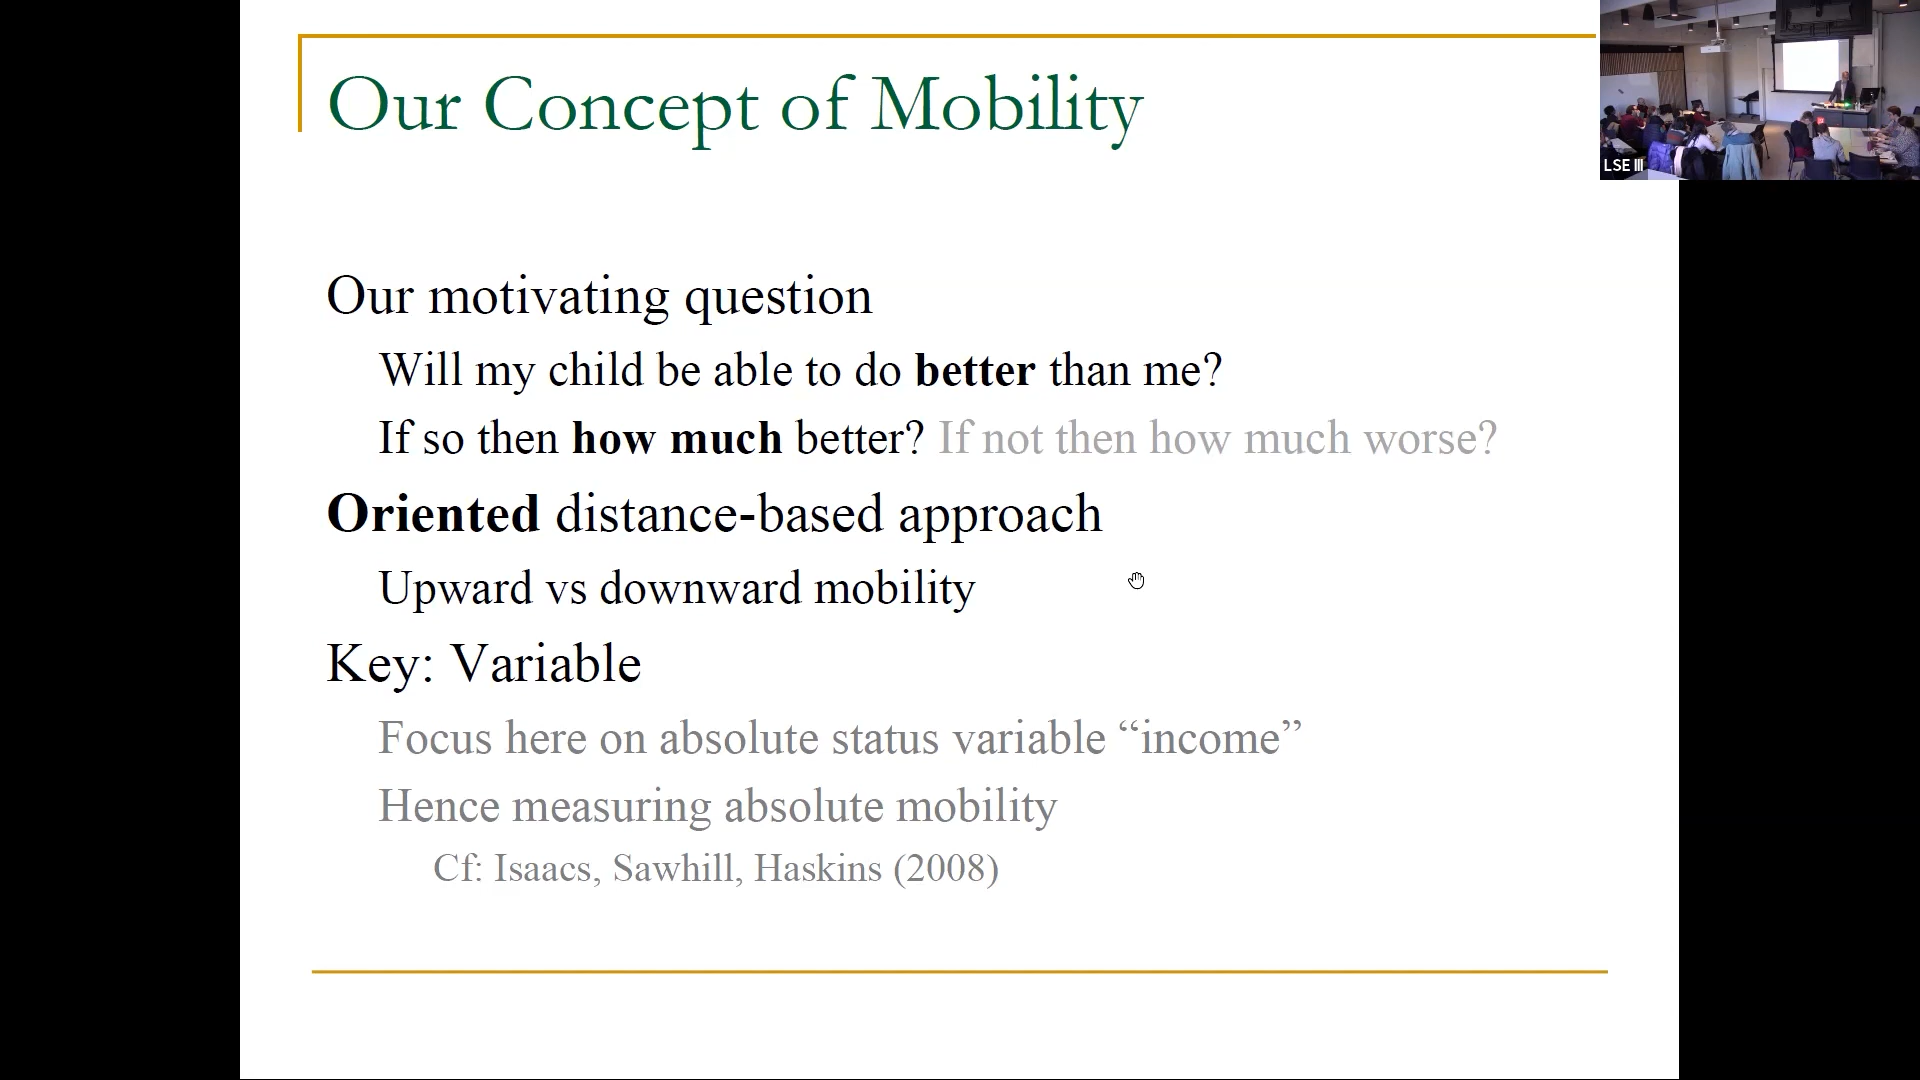 Our Concept of Mobility
LSE III
Our motivating question
Will my child be able to do better than me?
If so then how much better? If not then how much worse?
Oriented distance-based approach
Upward vs downward mobility
Key: Variable
Focus here on absolute status variable “income”
Hence measuring absolute mobility
Cf: Isaacs, Sawhill, Haskins (2008)